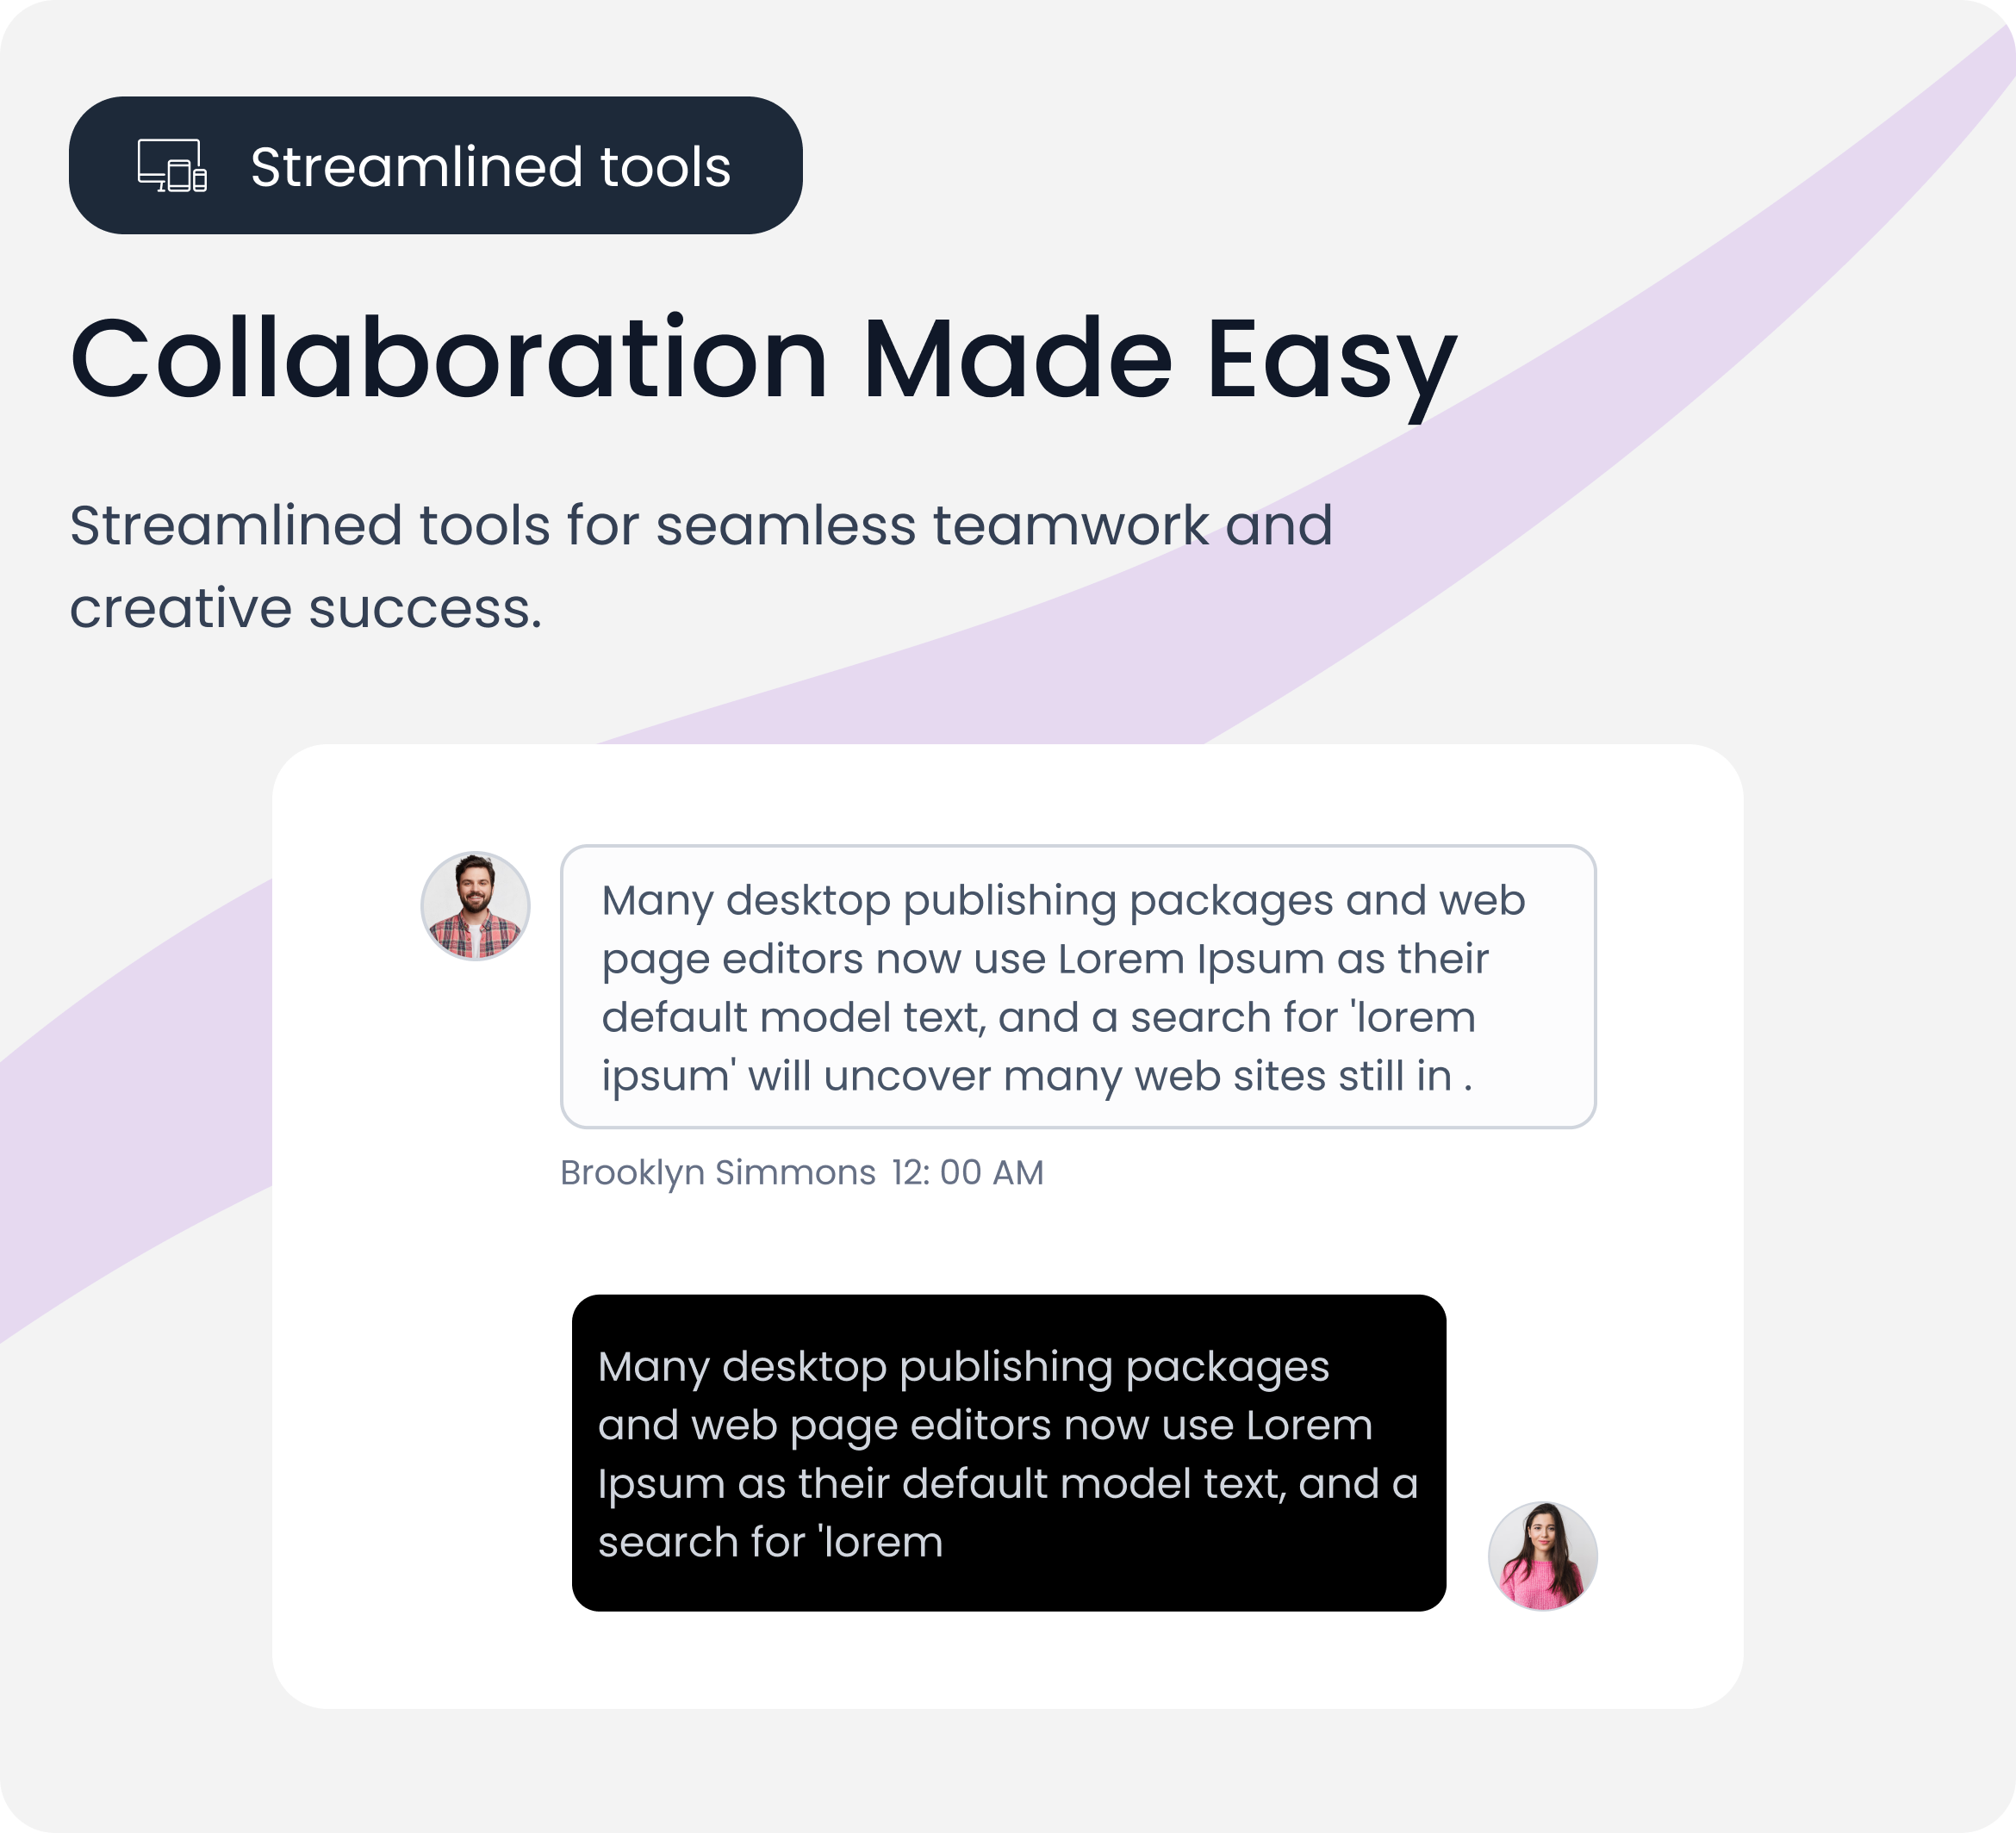 Streamlined tools
Collaboration Made Easy
Streamlined tools for seamless teamwork and
creative success.
Many desktop publishing packages and web
page editors now use Lorem Ipsum as their
default model text, and a search for 'lorem
ipsum' will uncover many web sites still in .
Brooklyn Simmons 12: 00 AM
Many desktop publishing packages
and web page editors now use Lorem
Ipsum as their default model text, and a
search for 'lorem